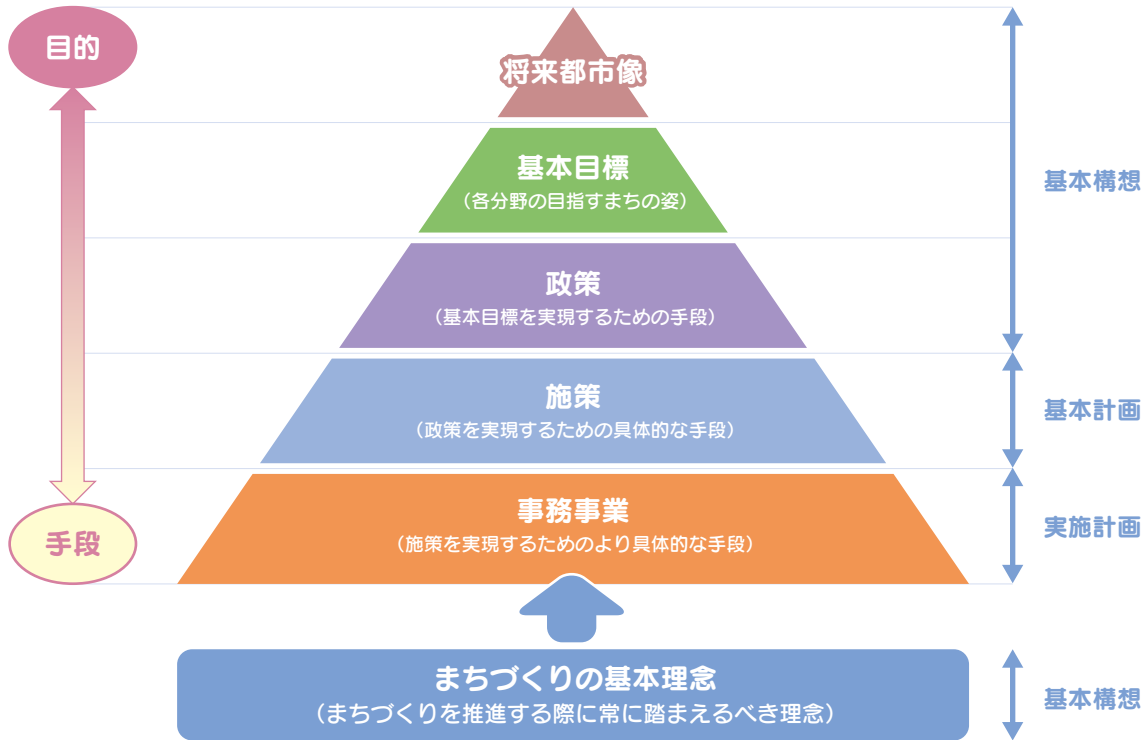 目的
将来都市像
基本目標
（各分野の目指すまちの姿）
基本構想
政策
（基本目標を実現するための手段）
施策
（政策を実現するための具体的な手段）
基本計画
事務事業
（施策を実現するためのより具体的な手段）
実施計画
手段
まちづくりの基本理念
（まちづくりを推進する際に常に踏まえるべき理念）
基本構想